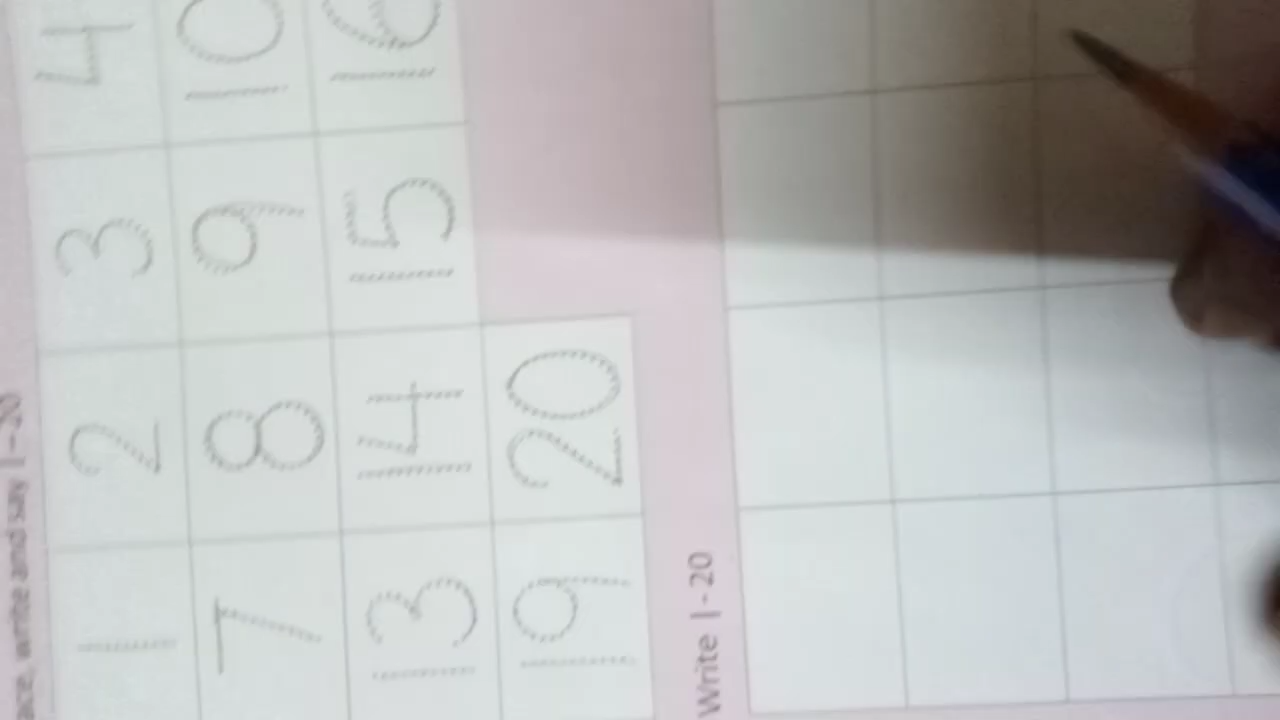 write and say 1-20
1 2 3 4
7 8 9 10
13 14 15
19 20
Write 1-20